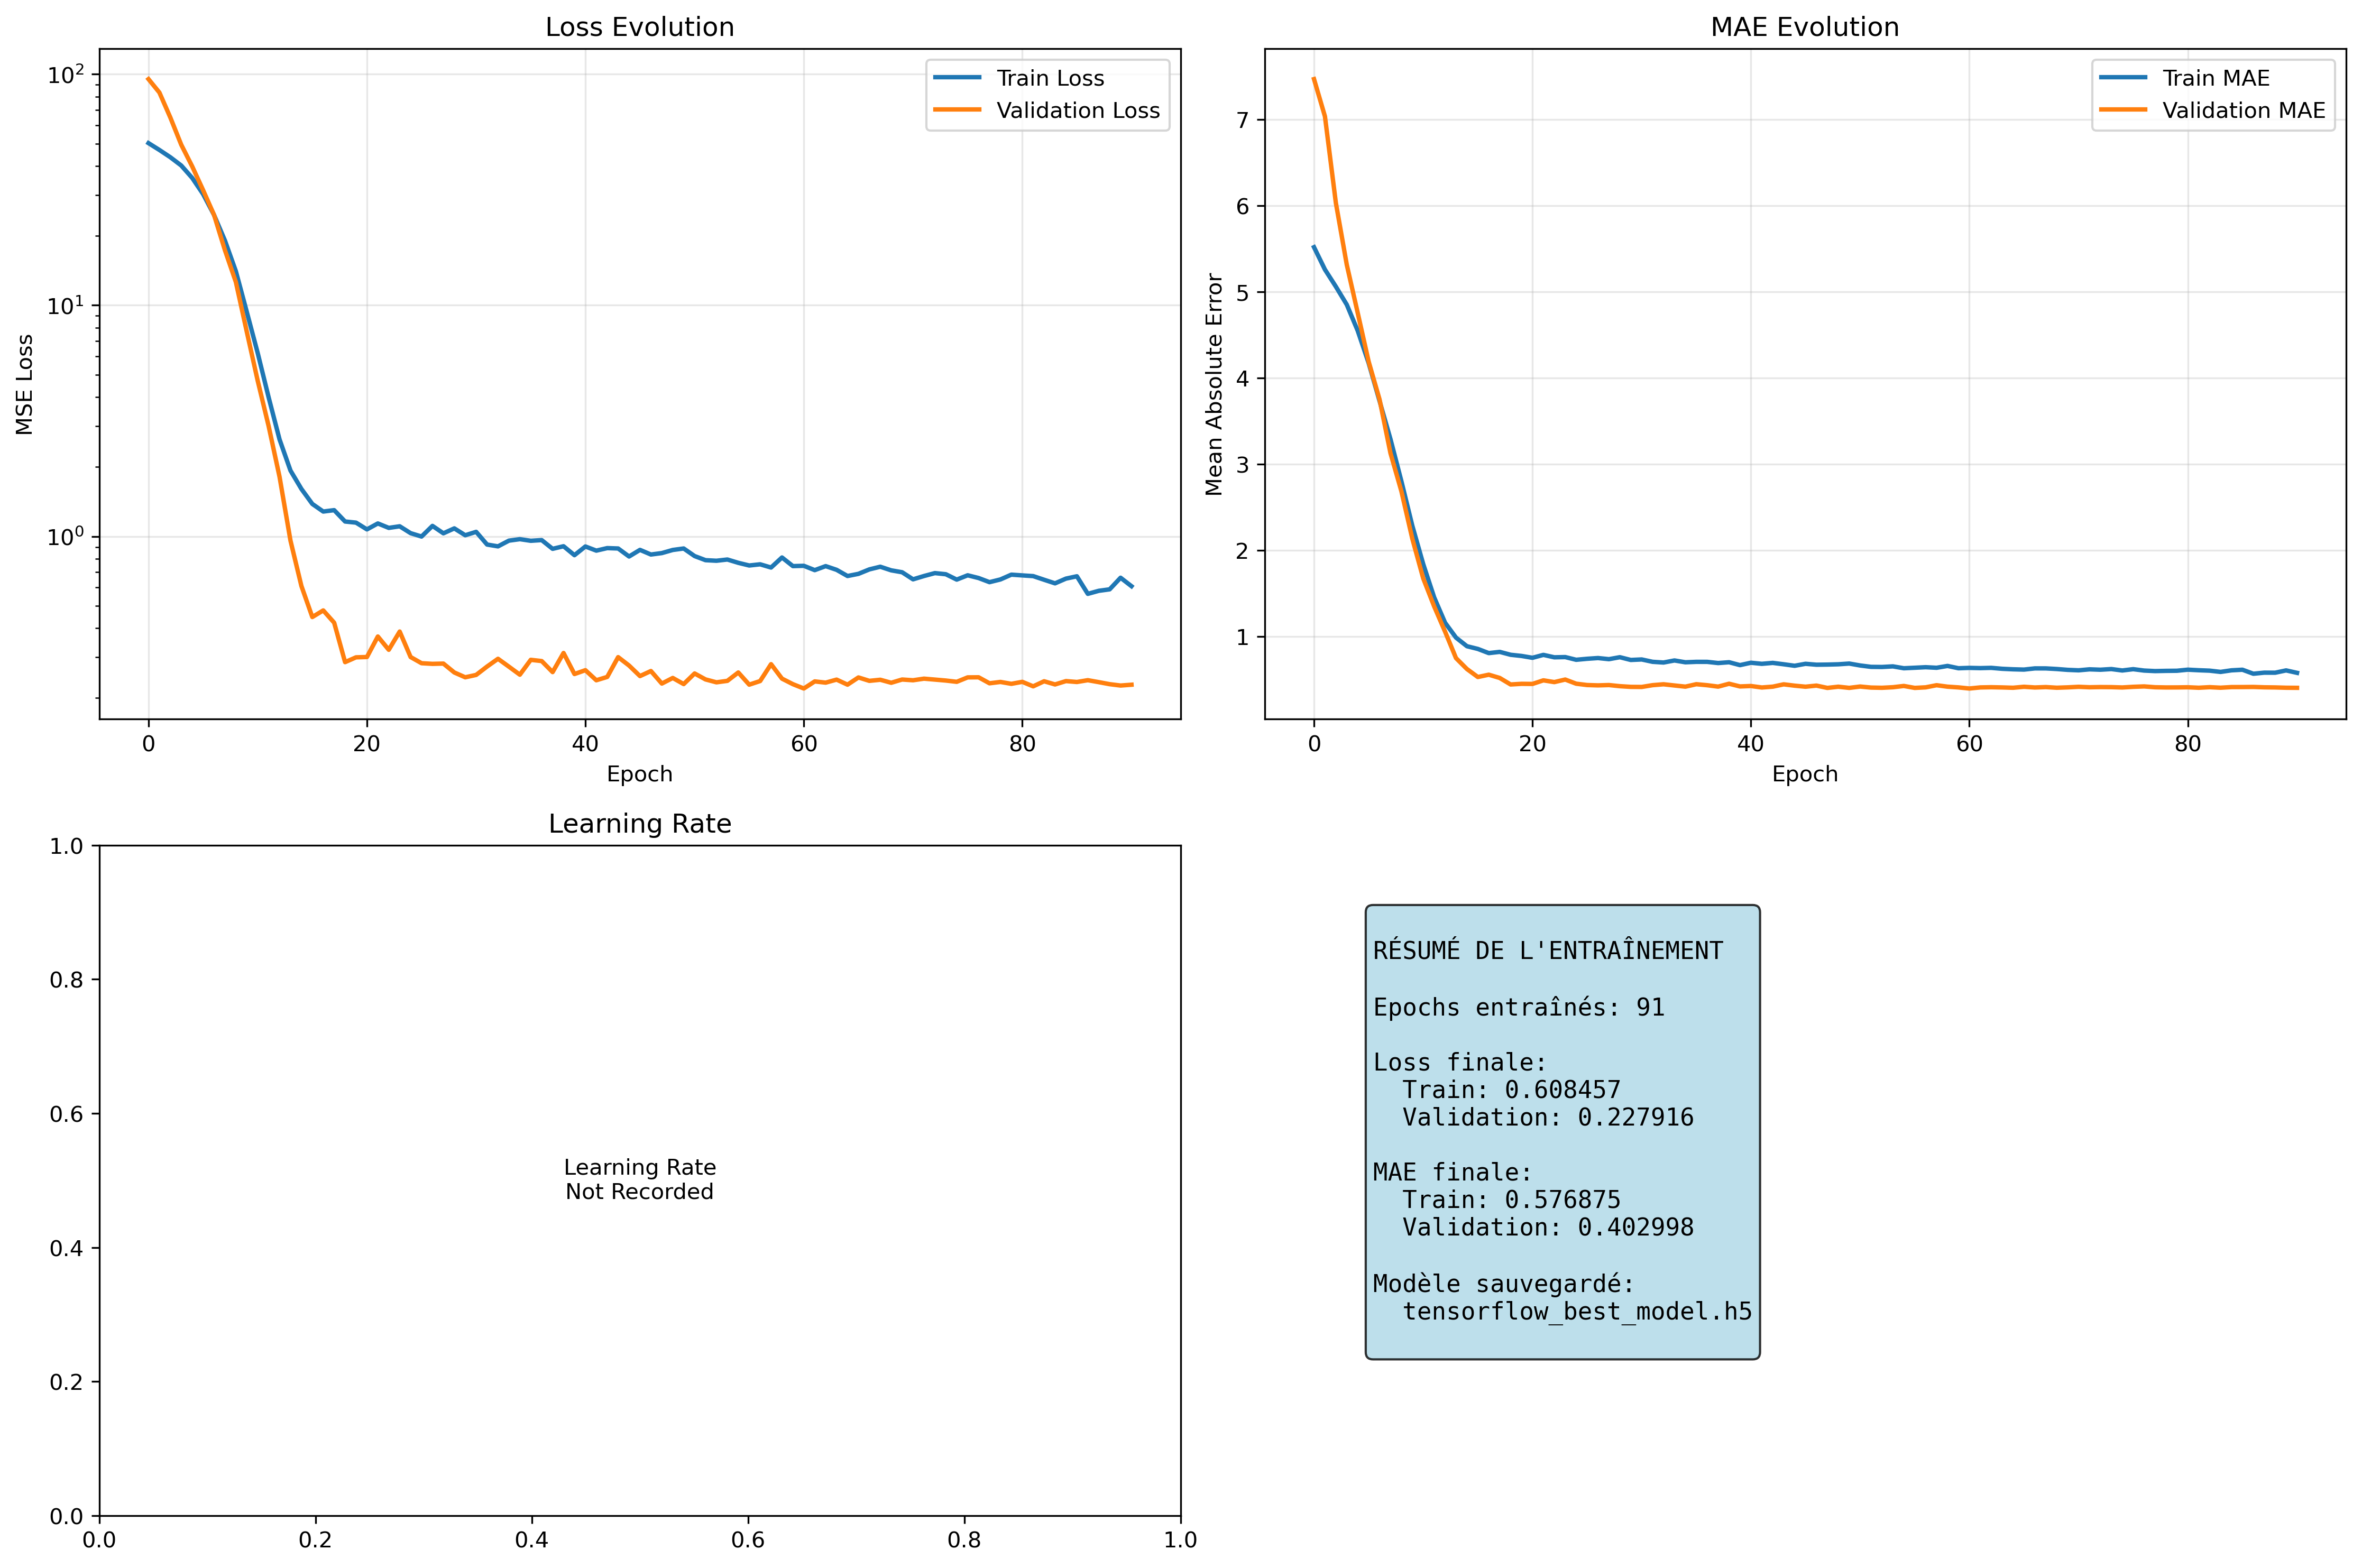 Loss Evolution
MSE Loss
10²
10¹
10⁰
Train Loss
Validation Loss
0 20 40 60 80
Epoch
MAE Evolution
Mean Absolute Error
7
6
5
4
3
2
1
Train MAE
Validation MAE
0 20 40 60 80
Epoch
Learning Rate
1.0
0.8
0.6
0.4
0.2
0.0
Learning Rate
Not Recorded
0.0 0.2 0.4 0.6 0.8 1.0
RÉSUMÉ DE L'ENTRAÎNEMENT
Epochs entraînés: 91
Loss finale:
Train: 0.608457
Validation: 0.227916
MAE finale:
Train: 0.576875
Validation: 0.402998
Modèle sauvegardé:
tensorflow_best_model.h5